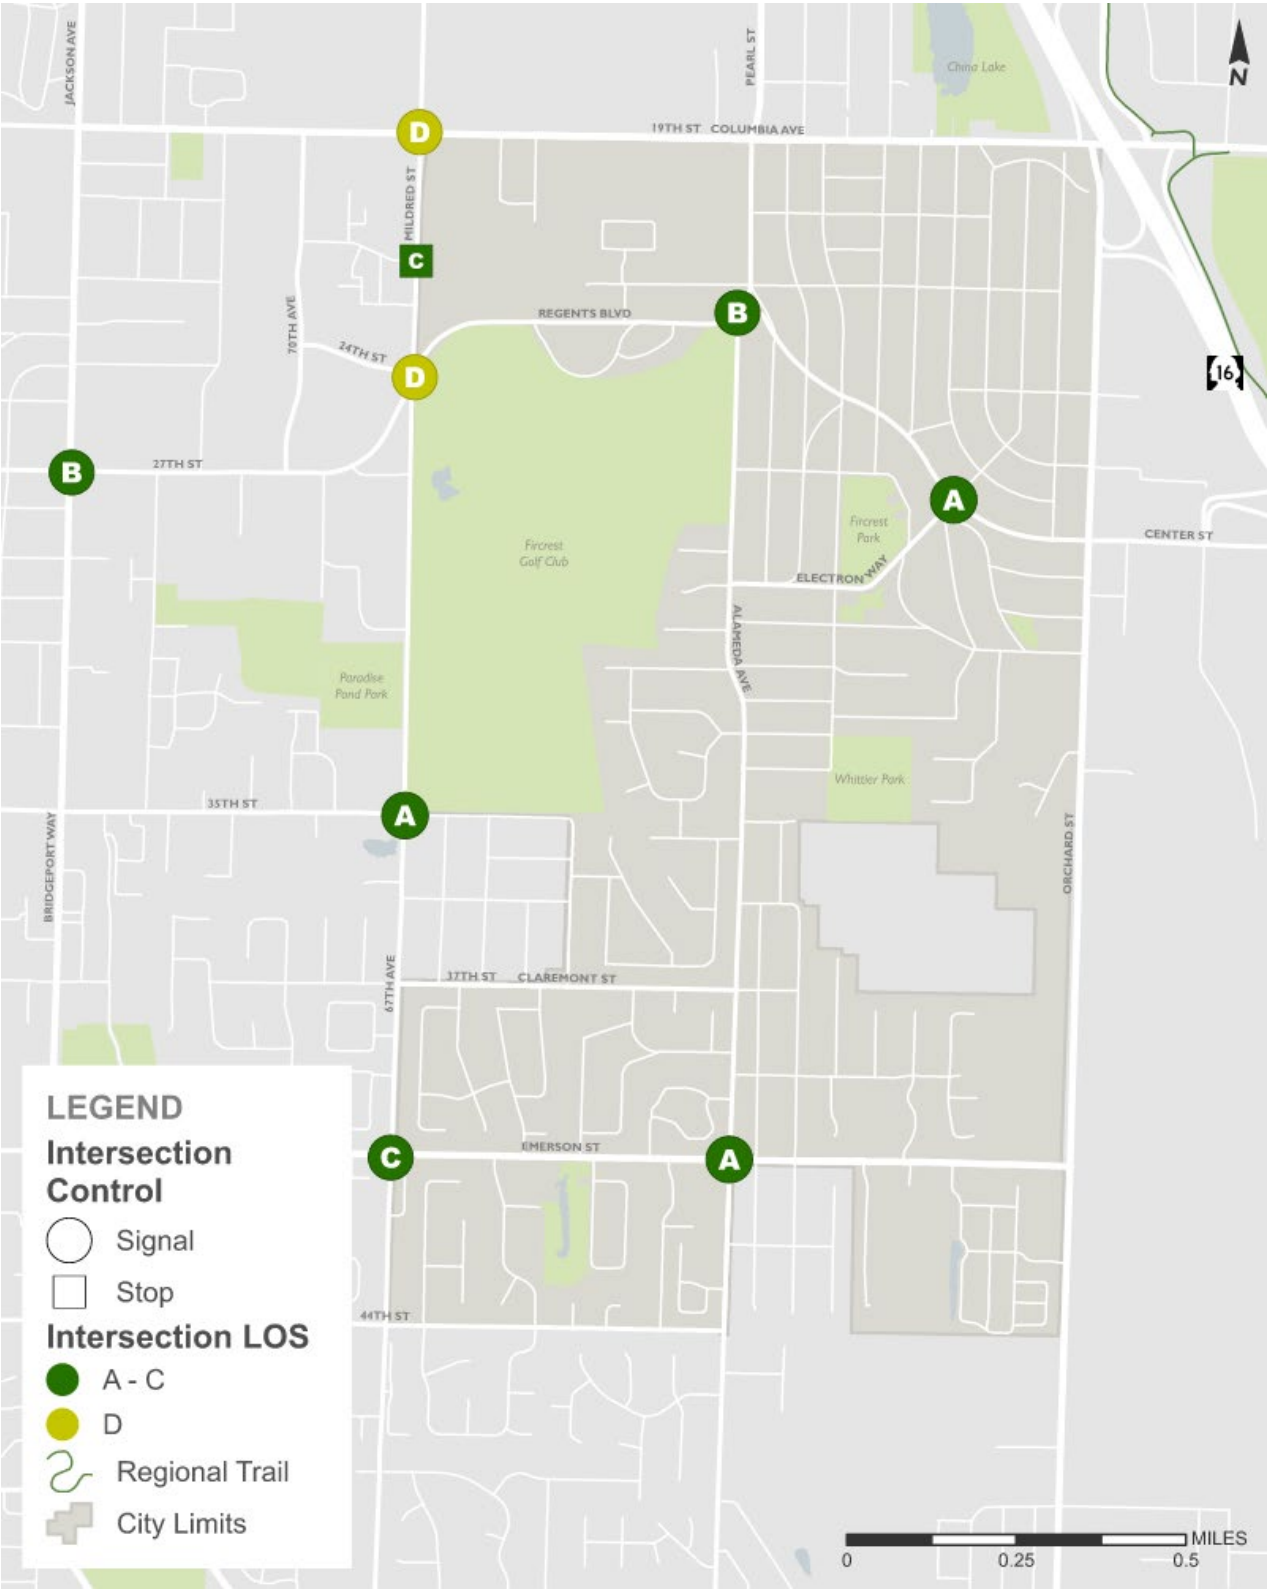 JACKSON AVE
PEARL ST
China Lake
N
D
19TH ST COLUMBIA AVE
MILDRED ST
C
70TH AVE
REGENTS BLVD
B
24TH ST
D
16
B
27TH ST
A
Fircrest
Park
CENTER ST
Fircrest
Golf Club
ELECTRON WAY
ALAMEDA AVE
Paradise
Pond Park
Whittier Park
35TH ST
A
BRIDGEPORT WAY
ORCHARD ST
67TH AVE
37TH ST CLAREMONT ST
C
EMERSON ST
A
44TH ST
LEGEND
Intersection
Control
Signal
Stop
Intersection LOS
A - C
D
Regional Trail
City Limits
MILES
0
0.25
0.5